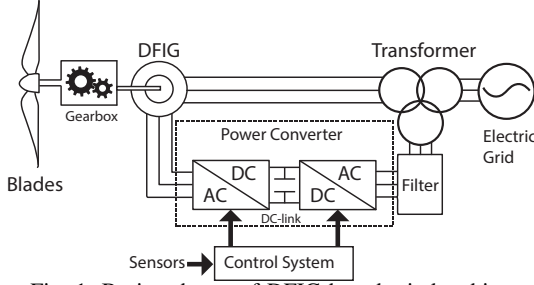 DFIG
Transformer
Gearbox
Power Converter
Electric
Grid
Blades
DC
AC
AC
DC
Filter
DC-link
Sensors
Control System